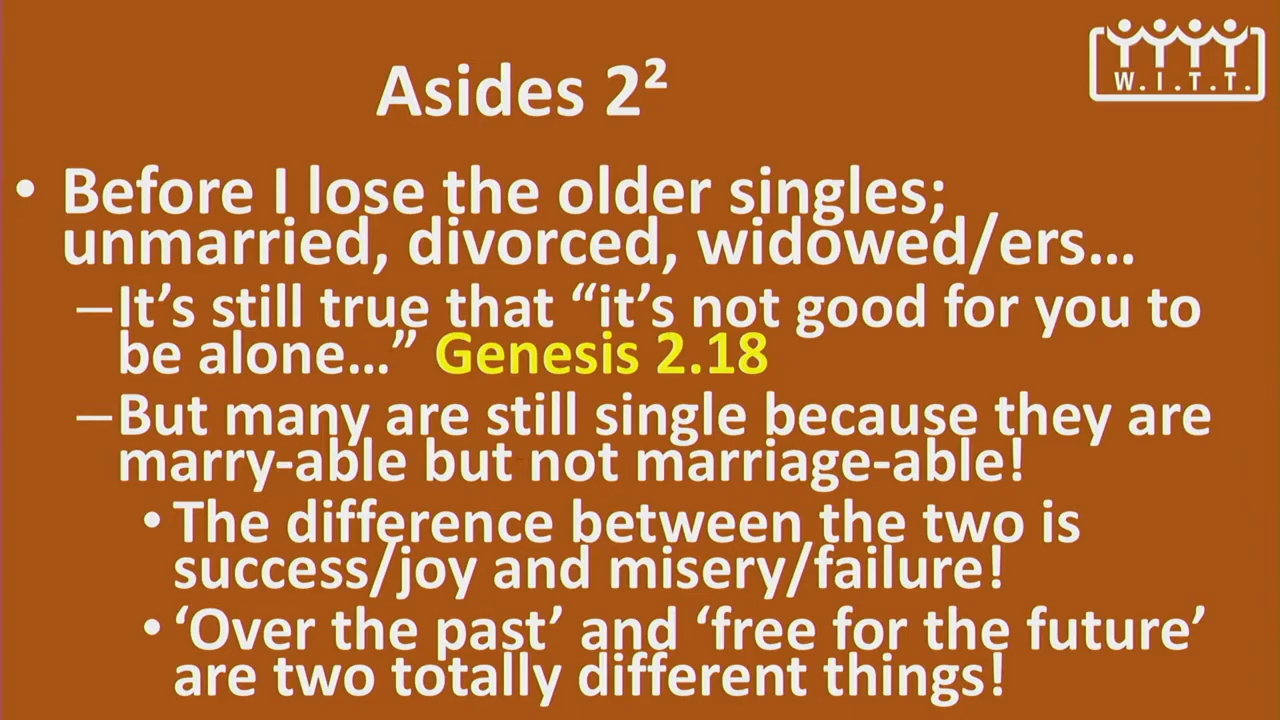 W.I.T.T.
Asides 2²
• Before I lose the older singles;
unmarried, divorced, widowed/ers…
–It’s still true that “it’s not good for you to
be alone…” Genesis 2.18
–But many are still single because they are
marry-able but not marriage-able!
• The difference between the two is
success/joy and misery/failure!
• ‘Over the past’ and ‘free for the future’
are two totally different things!